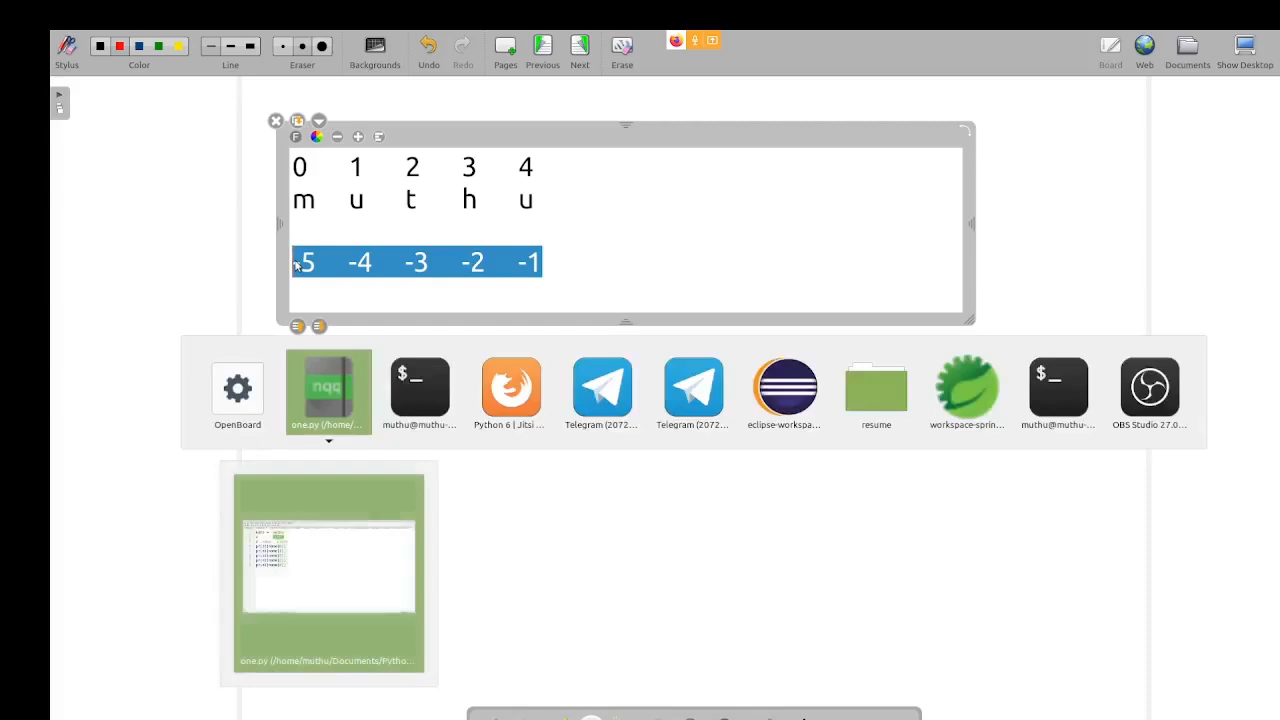 Stylus Color Line Eraser Backgrounds Undo Redo Pages Previous Next Erase Board Web Documents Show Desktop
F
0 1 2 3 4
m u t h u
-5 -4 -3 -2 -1
nqq $_ $_
OpenBoard one.py (/home/... muthu@muthu-... Python 6 | Jitsi ... Telegram (2072... Telegram (2072... eclipse-workspa... resume workspace-sprin... muthu@muthu-... OBS Studio 27.0...
one.py (/home/muthu/Documents/Pytho...